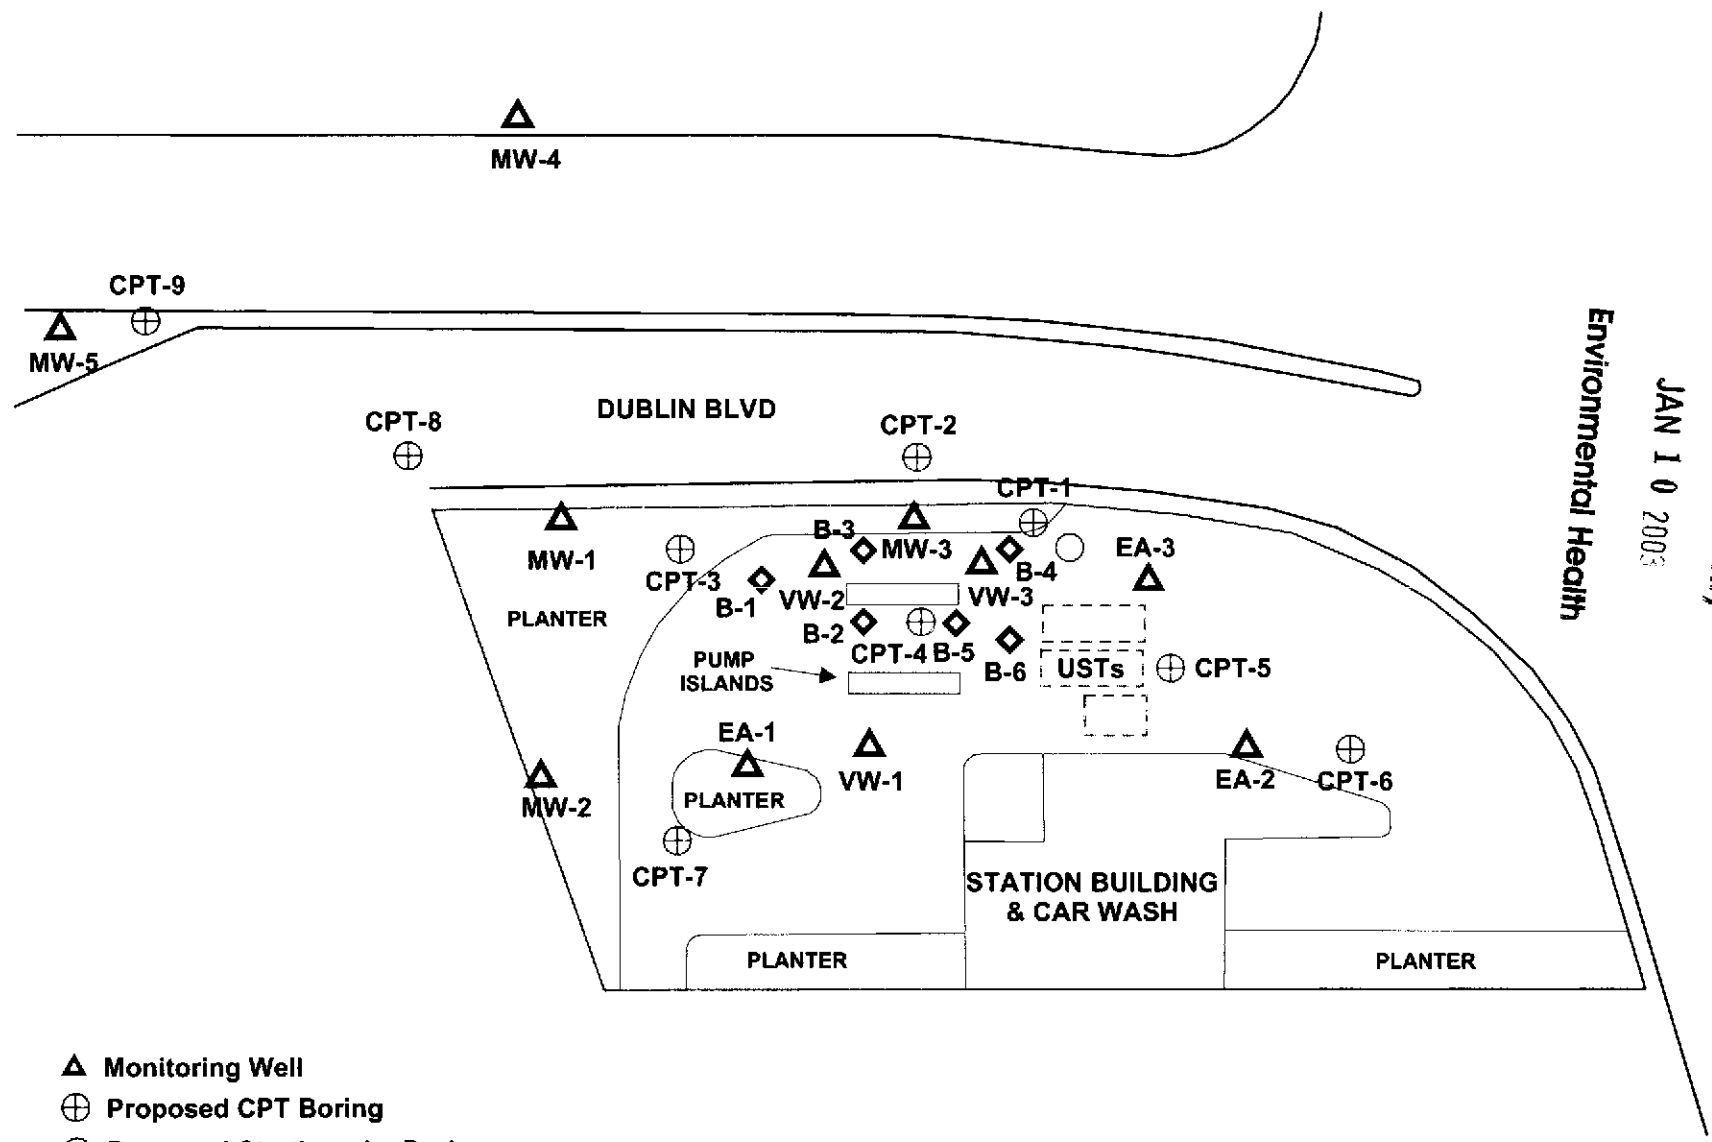 MW-4
CPT-9
MW-5
DUBLIN BLVD
CPT-8
CPT-2
CPT-1
B-3
MW-1
MW-3
EA-3
CPT-3
B-4
B-1
VW-2
VW-3
PLANTER
B-2
CPT-4
B-5
PUMP
ISLANDS
B-6
USTs
CPT-5
EA-1
VW-1
EA-2
CPT-6
MW-2
PLANTER
CPT-7
STATION BUILDING
& CAR WASH
PLANTER
PLANTER
Environmental Health
JAN 10 2003
Monitoring Well
Proposed CPT Boring